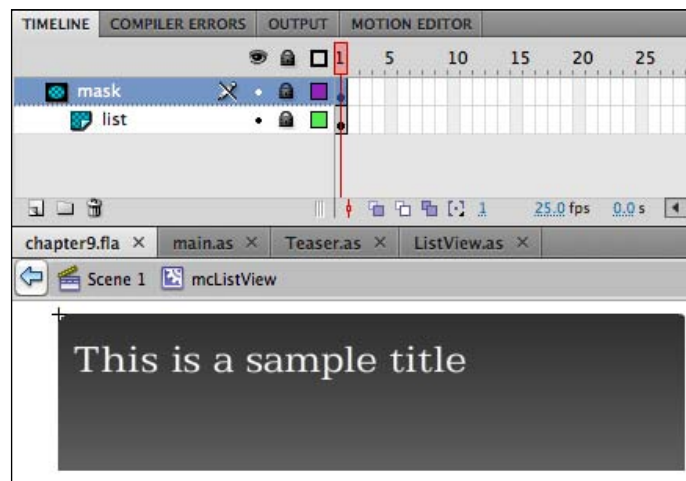 TIMELINE COMPILER ERRORS OUTPUT MOTION EDITOR
1 5 10 15 20 25
mask
list
1 25.0 fps 0.0 s
chapter9.fla × main.as × Teaser.as × ListView.as ×
Scene 1 mcListView
This is a sample title